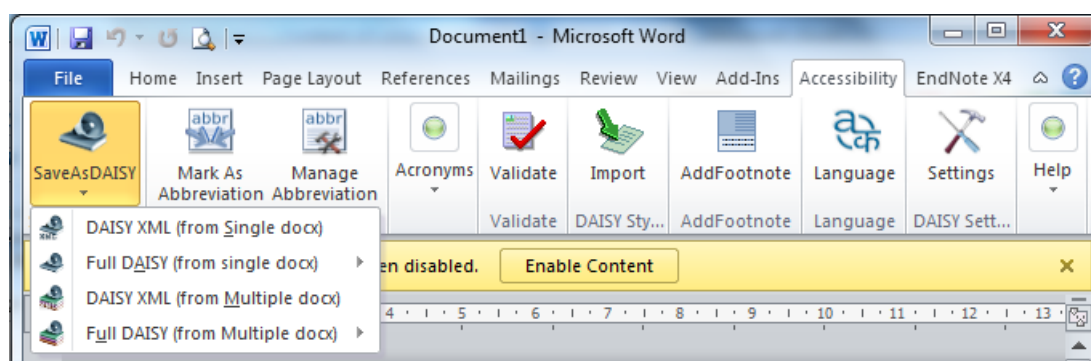 Document1 - Microsoft Word
File Home Insert Page Layout References Mailings Review View Add-Ins Accessibility EndNote X4
abbr abbr
SaveAsDAISY Mark As Abbreviation Manage Abbreviation Acronyms Validate Import AddFootnote Language Settings Help
Validate DAISY Sty... AddFootnote Language DAISY Sett...
DAISY XML (from Single docx)
Full DAISY (from single docx)
en disabled. Enable Content
DAISY XML (from Multiple docx)
4 5 6 7 8 9 10 11 12 13
Full DAISY (from Multiple docx)